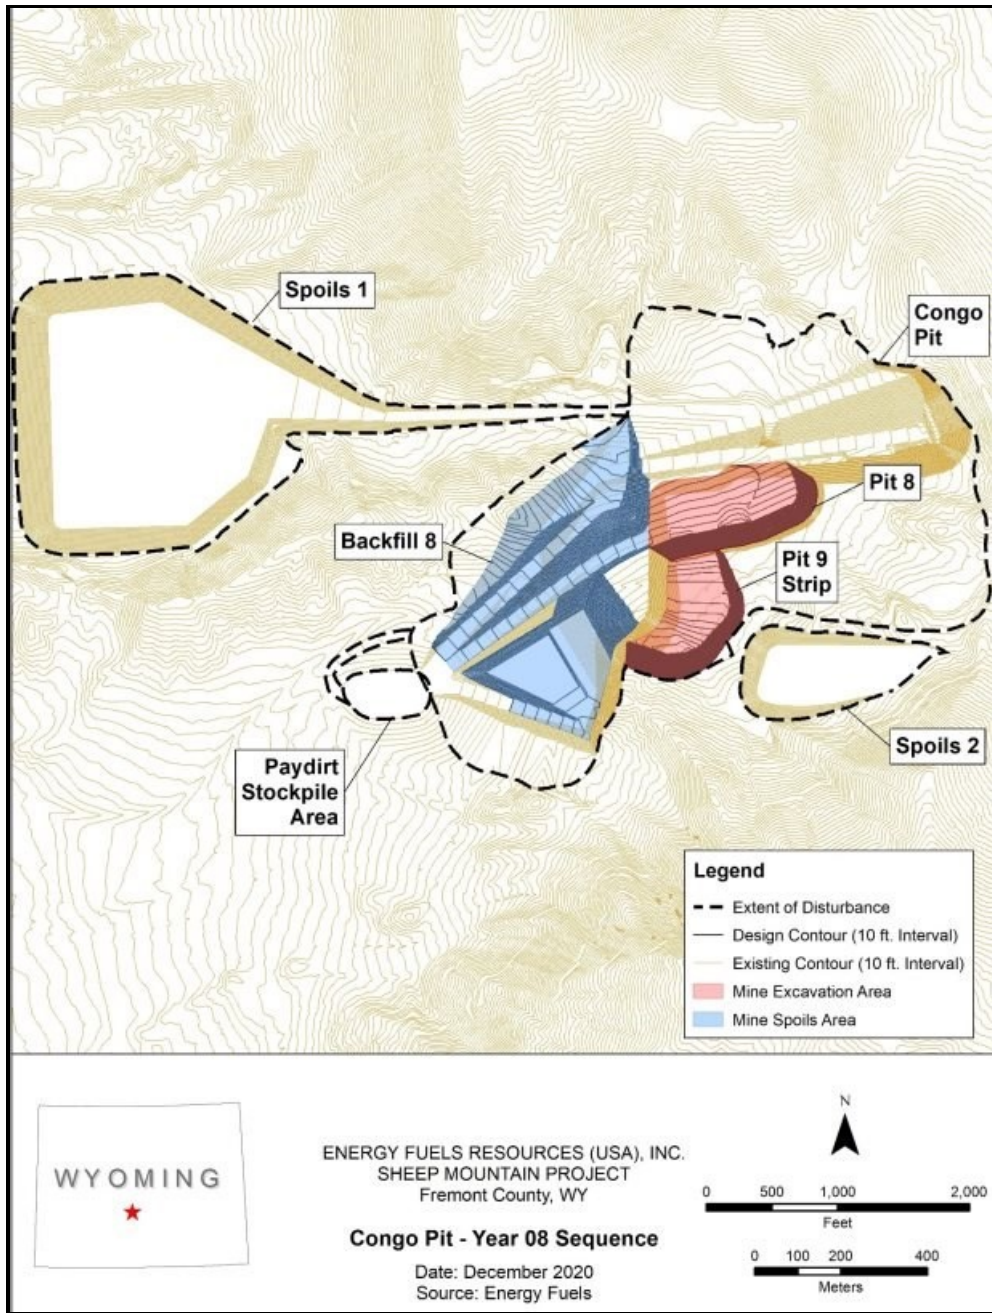 Spoils 1
Congo
Pit
Pit 8
Backfill 8
Pit 9
Strip
Spoils 2
Paydirt
Stockpile
Area
Legend
Extent of Disturbance
Design Contour (10 ft. Interval)
Existing Contour (10 ft. Interval)
Mine Excavation Area
Mine Spoils Area
WYOMING
ENERGY FUELS RESOURCES (USA), INC.
SHEEP MOUNTAIN PROJECT
Fremont County, WY
Congo Pit - Year 08 Sequence
Date: December 2020
Source: Energy Fuels
N
0 500 1,000 2,000
Feet
0 100 200 400
Meters